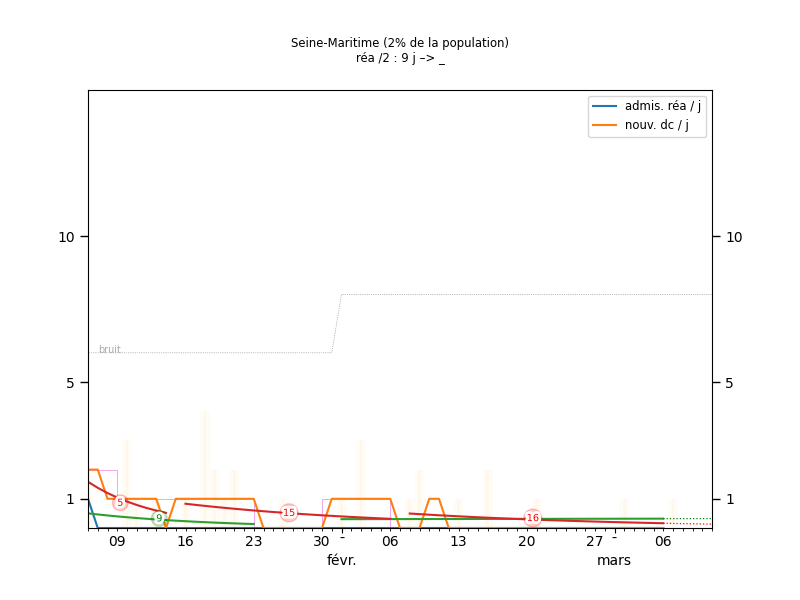 Seine-Maritime (2% de la population)
réa /2 : 9 j –> _
admis. réa / j
nouv. dc / j
10 10
bruit
5 5
1 1
5 9 15 16
09 16 23 30 - 06 13 20 27 - 06
févr. mars